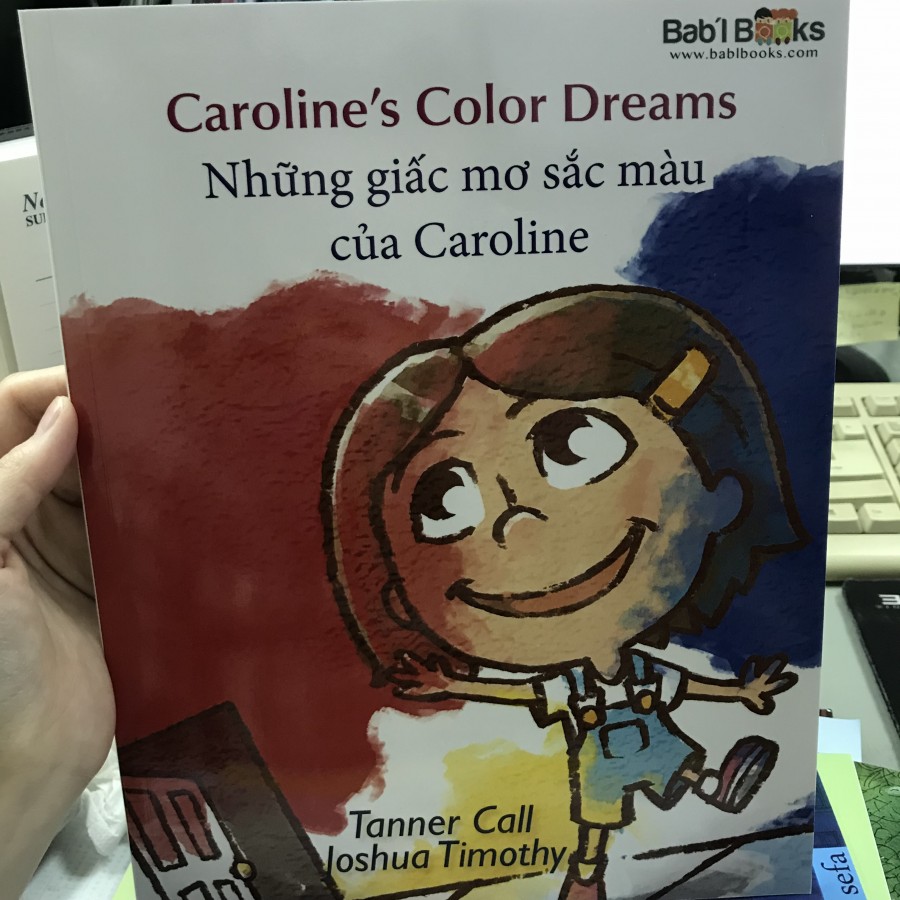 Bab'l Books
www.bablbooks.com
Caroline's Color Dreams
Những giấc mơ sắc màu
của Caroline
Tanner Call
Joshua Timothy
sefa